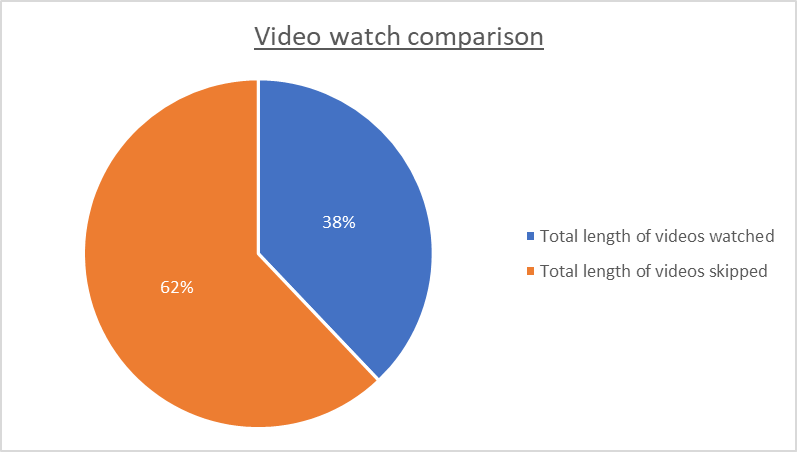 Video watch comparison
38%
62%
Total length of videos watched
Total length of videos skipped